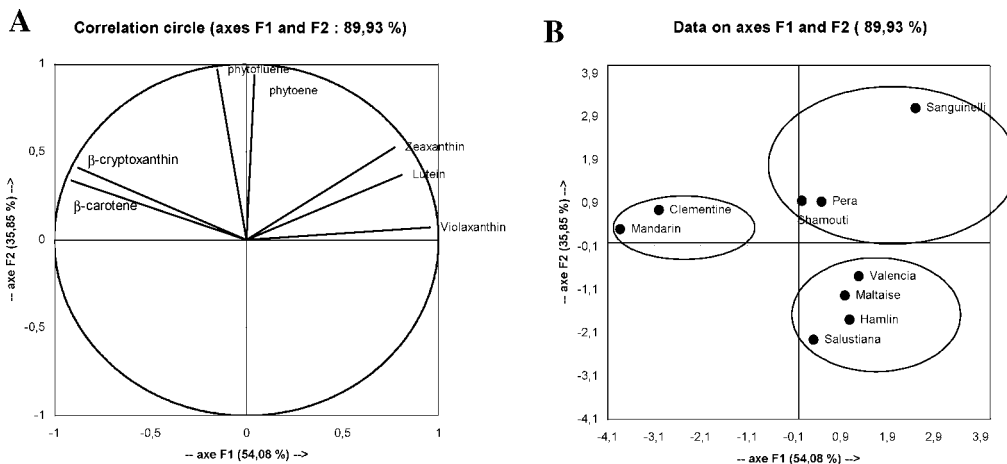 A
Correlation circle (axes F1 and F2 : 89,93 %)
-- axe F2 (35,85 %) -->
1
0,5
0
-0,5
-1
-1
-0,5
0
0,5
1
-- axe F1 (54,08 %) -->
phytofluene
phytoene
Zeaxanthin
Lutein
Violaxanthin
β-cryptoxanthin
β-carotene
B
Data on axes F1 and F2 ( 89,93 %)
-- axe F2 (35,85 %) -->
3,9
2,9
1,9
0,9
-0,1
-1,1
-2,1
-3,1
-4,1
-4,1
-3,1
-2,1
-1,1
-0,1
0,9
1,9
2,9
3,9
-- axe F1 (54,08 %) -->
Sanguinelli
Pera
Shamouti
Clementine
Mandarin
Valencia
Maltaise
Hamlin
Salustiana